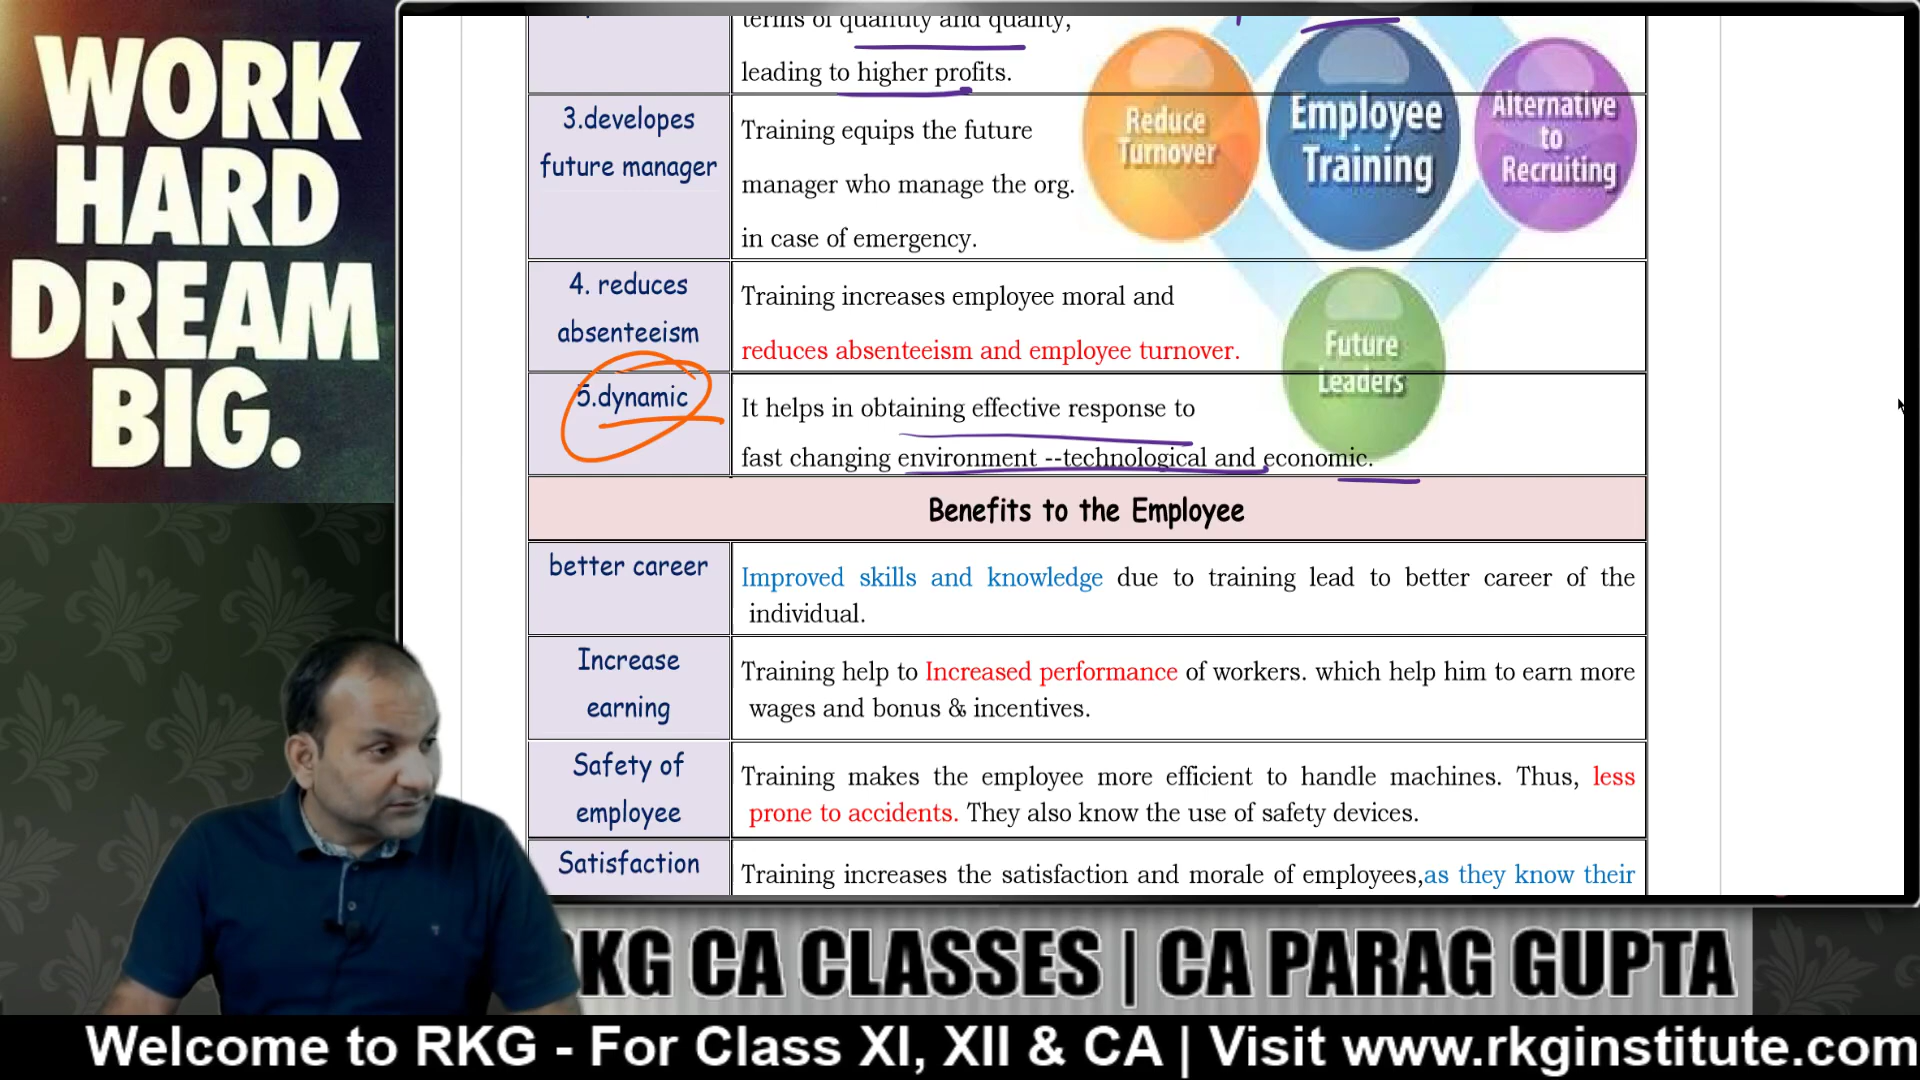 WORK
HARD
DREAM
BIG.
terms of quantity and quality,
leading to higher profits.
3.developes
future manager
Training equips the future
manager who manage the org.
in case of emergency.
4. reduces
absenteeism
Training increases employee moral and
reduces absenteeism and employee turnover.
5.dynamic
It helps in obtaining effective response to
fast changing environment --technological and economic.
Reduce
Turnover
Employee
Training
Alternative
to
Recruiting
Future
Leaders
Benefits to the Employee
better career
Improved skills and knowledge due to training lead to better career of the
individual.
Increase
earning
Training help to Increased performance of workers. which help him to earn more
wages and bonus & incentives.
Safety of
employee
Training makes the employee more efficient to handle machines. Thus, less
prone to accidents. They also know the use of safety devices.
Satisfaction
Training increases the satisfaction and morale of employees,as they know their
RKG CA CLASSES | CA PARAG GUPTA
Welcome to RKG - For Class XI, XII & CA | Visit www.rkginstitute.com